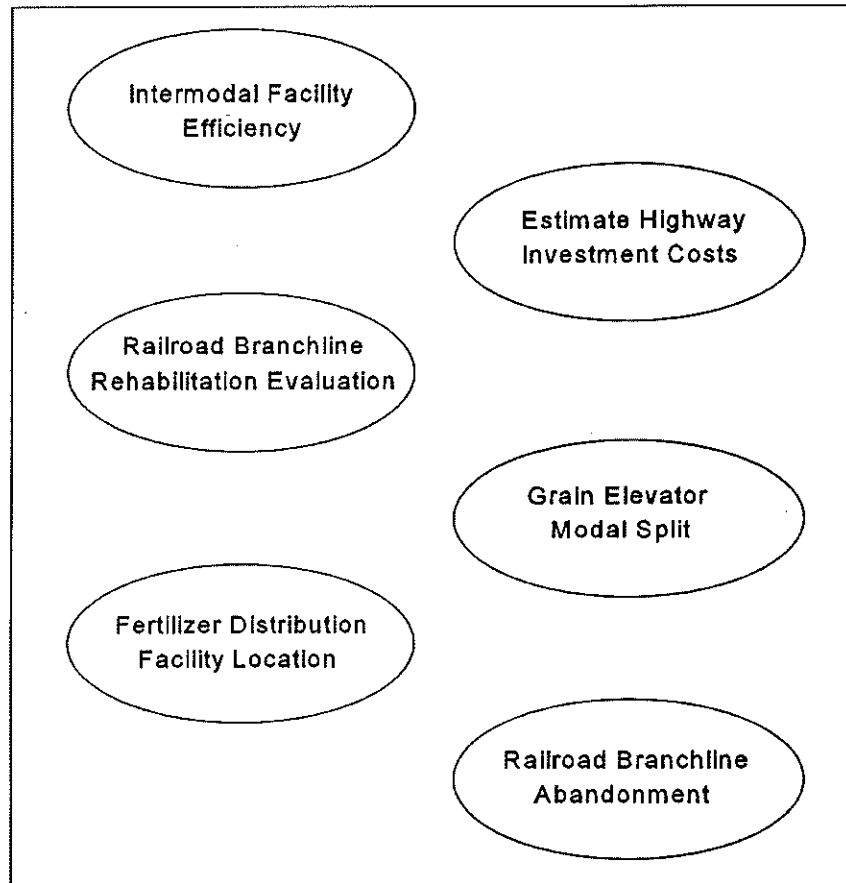 Intermodal Facility
Efficiency
Estimate Highway
Investment Costs
Railroad Branchline
Rehabilitation Evaluation
Grain Elevator
Modal Split
Fertilizer Distribution
Facility Location
Railroad Branchline
Abandonment